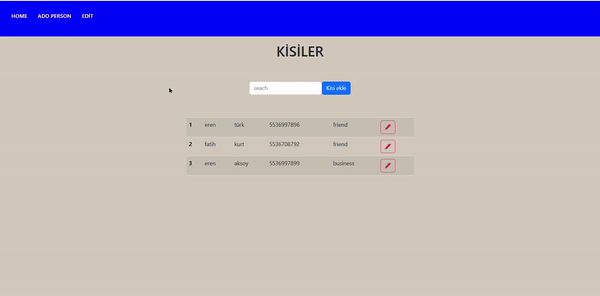 HOME ADD PERSON EDİT
KİSİLER
seach Kisi ekle
1 eren türk 5536997896 friend
2 fatih kurt 5536708792 friend
3 eren aksoy 5536997899 business